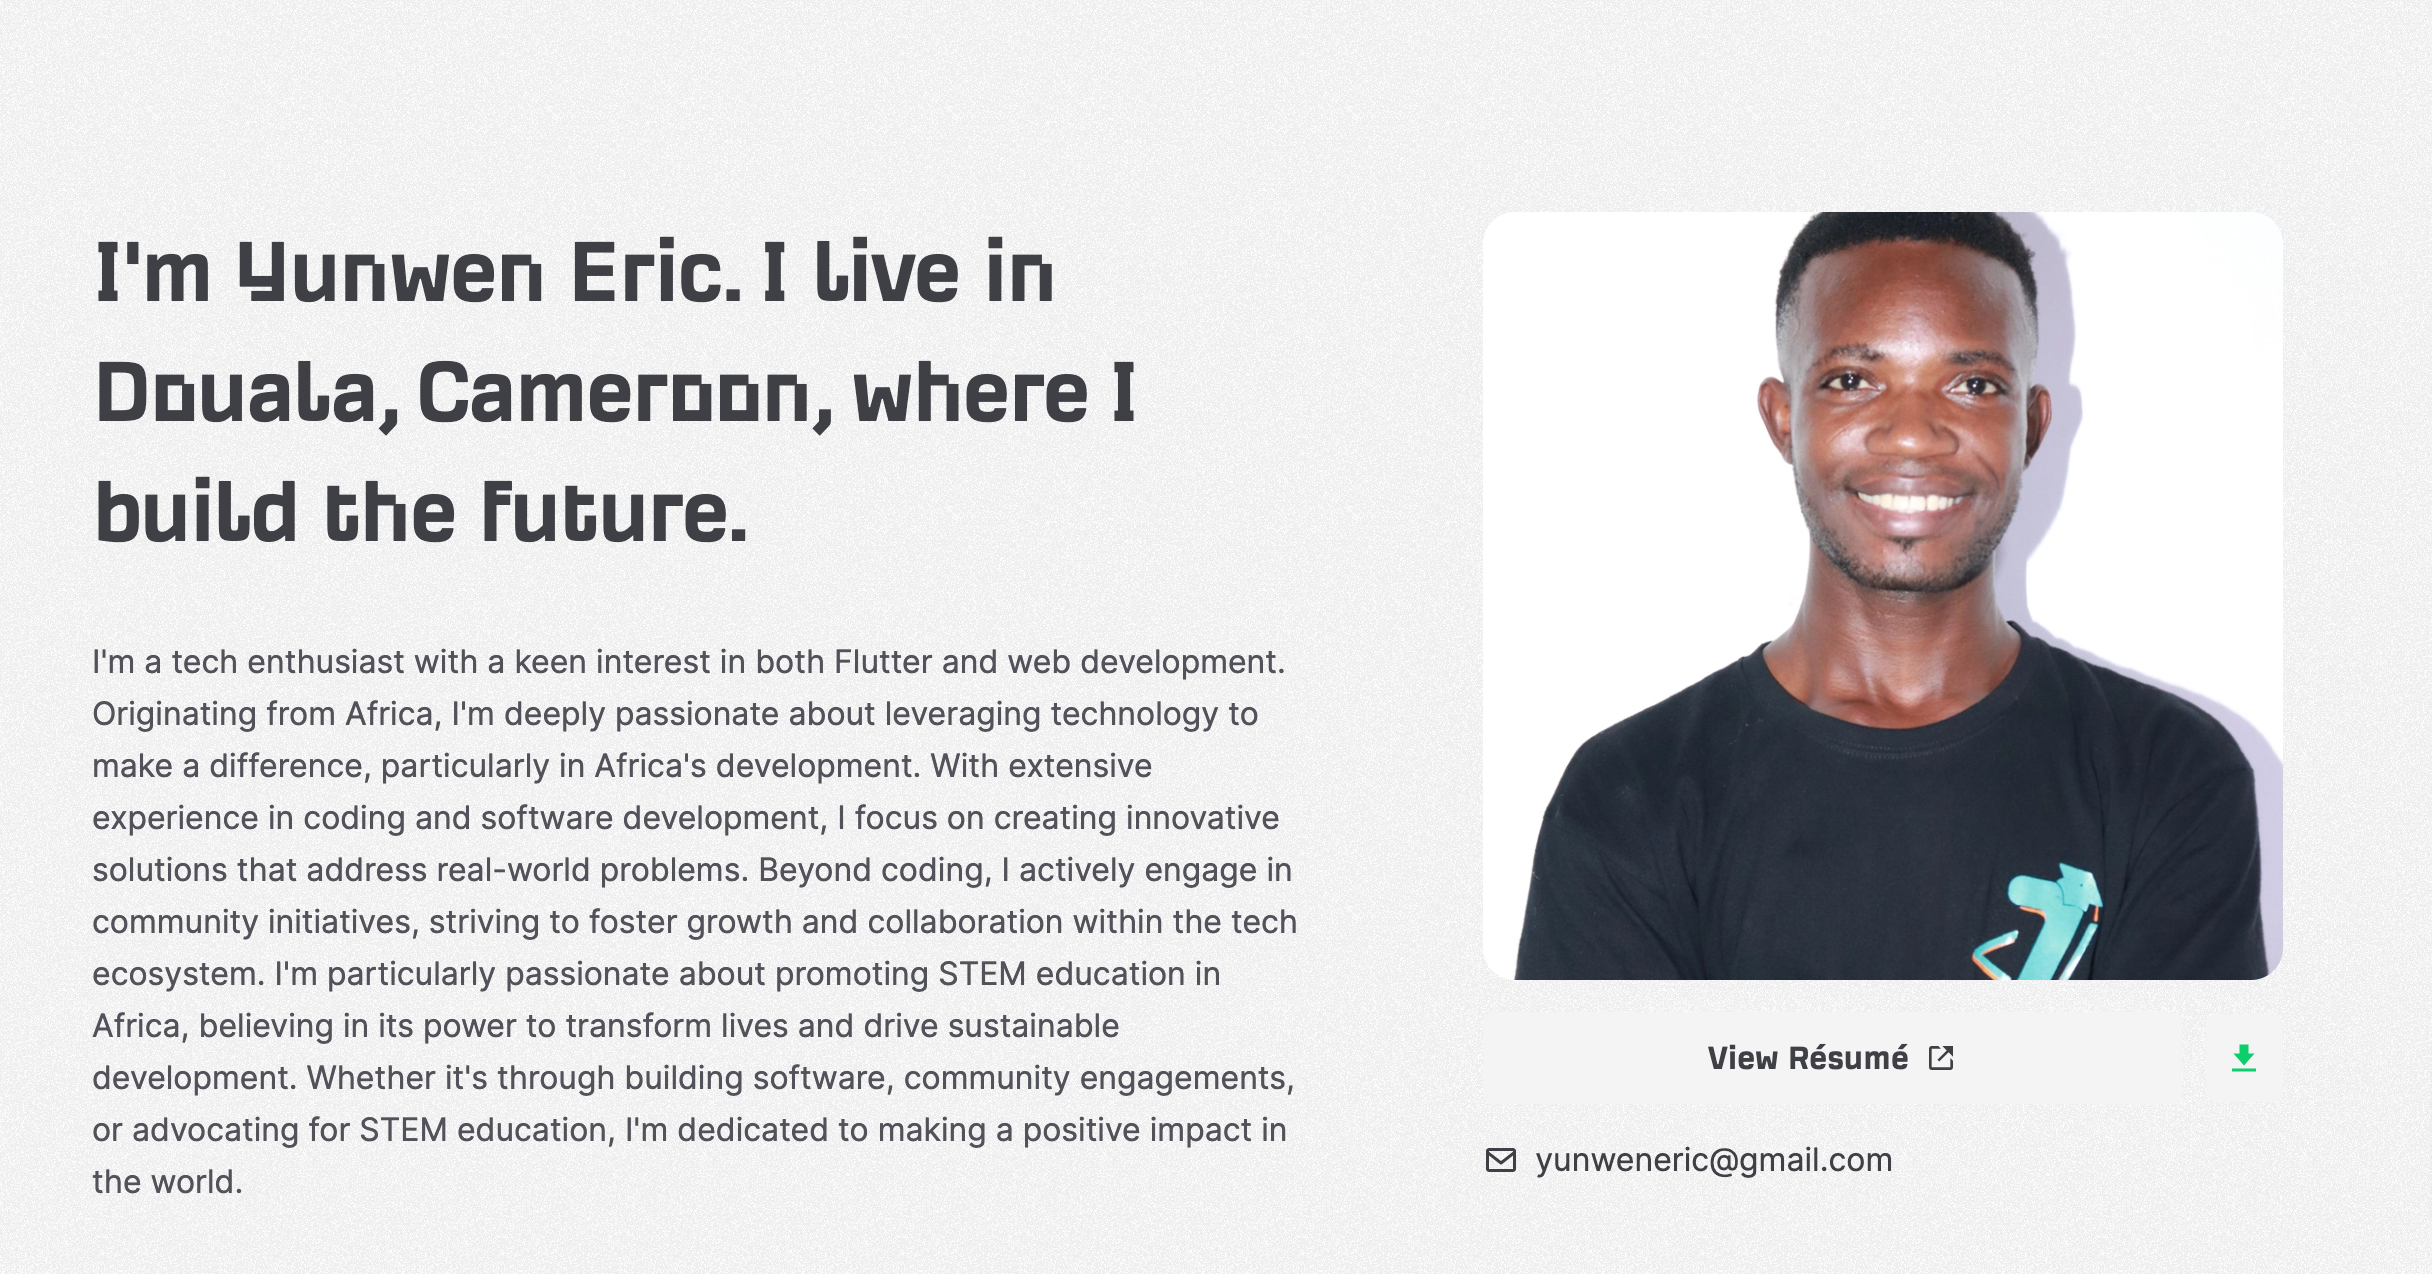 I'm Yunwen Eric. I live in
Douala, Cameroon, where I
build the future.
I'm a tech enthusiast with a keen interest in both Flutter and web development.
Originating from Africa, I'm deeply passionate about leveraging technology to
make a difference, particularly in Africa's development. With extensive
experience in coding and software development, I focus on creating innovative
solutions that address real-world problems. Beyond coding, I actively engage in
community initiatives, striving to foster growth and collaboration within the tech
ecosystem. I'm particularly passionate about promoting STEM education in
Africa, believing in its power to transform lives and drive sustainable
development. Whether it's through building software, community engagements,
or advocating for STEM education, I'm dedicated to making a positive impact in
the world.
View Résumé
yunweneric@gmail.com